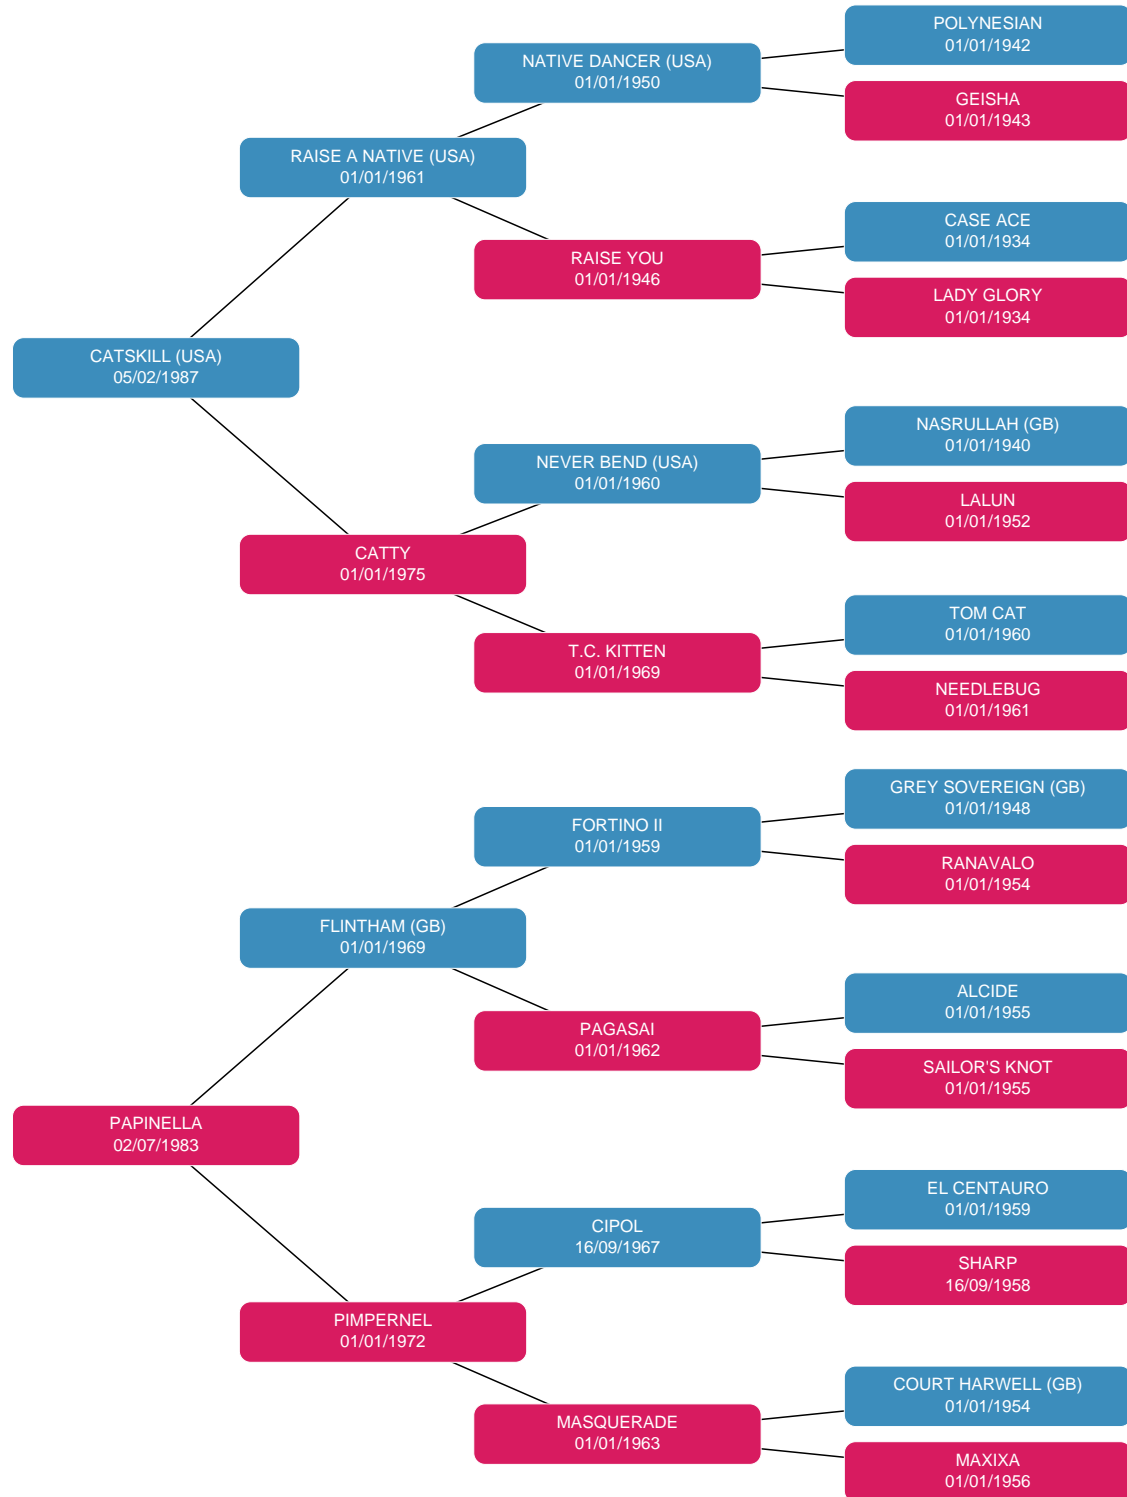 POLYNESIAN
01/01/1942
NATIVE DANCER (USA)
01/01/1950
GEISHA
01/01/1943
RAISE A NATIVE (USA)
01/01/1961
CASE ACE
01/01/1934
RAISE YOU
01/01/1946
LADY GLORY
01/01/1934
CATSKILL (USA)
05/02/1987
NASRULLAH (GB)
01/01/1940
NEVER BEND (USA)
01/01/1960
LALUN
01/01/1952
CATTY
01/01/1975
TOM CAT
01/01/1960
T.C. KITTEN
01/01/1969
NEEDLEBUG
01/01/1961
GREY SOVEREIGN (GB)
01/01/1948
FORTINO II
01/01/1959
RANAVALO
01/01/1954
FLINTHAM (GB)
01/01/1969
ALCIDE
01/01/1955
PAGASAI
01/01/1962
SAILOR'S KNOT
01/01/1955
PAPINELLA
02/07/1983
EL CENTAURO
01/01/1959
CIPOL
16/09/1967
SHARP
16/09/1958
PIMPERNEL
01/01/1972
COURT HARWELL (GB)
01/01/1954
MASQUERADE
01/01/1963
MAXIXA
01/01/1956